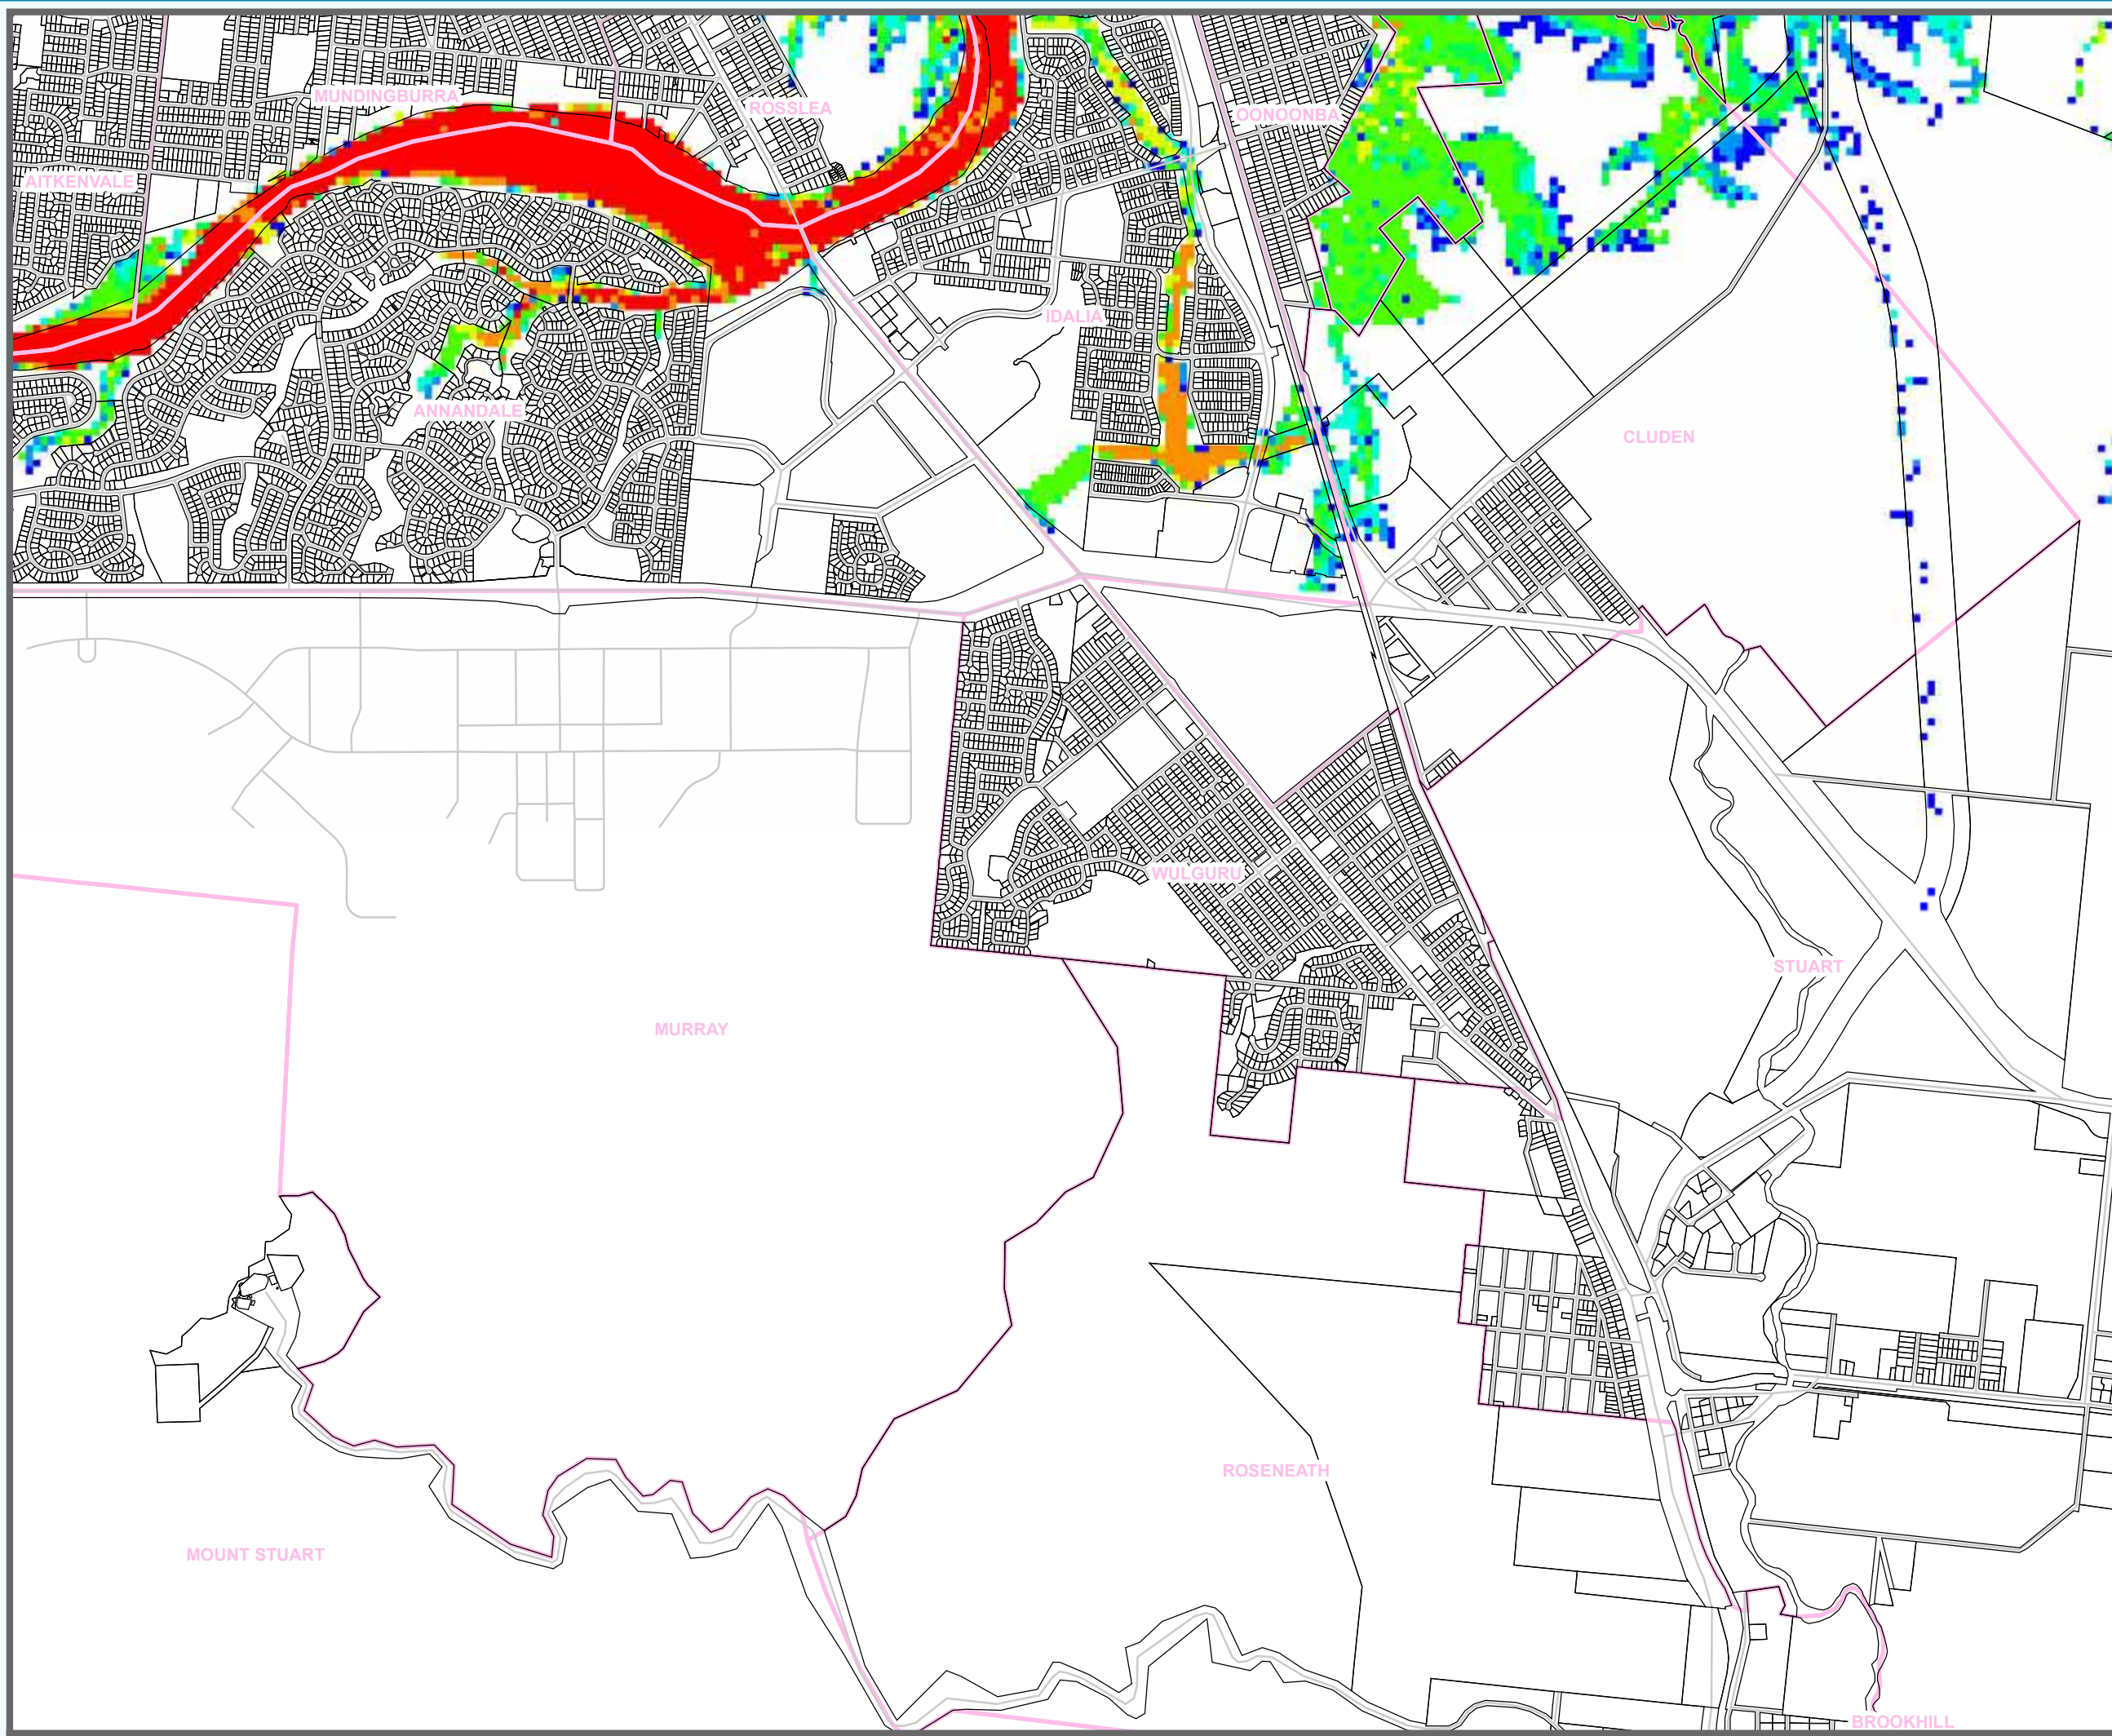 MUNDINGBURRA
ROSSLEA
OONOONBA
AITKENVALE
IDALIA
ANNANDALE
CLUDEN
WULGURU
STUART
MURRAY
ROSENEATH
MOUNT STUART
BROOKHILL